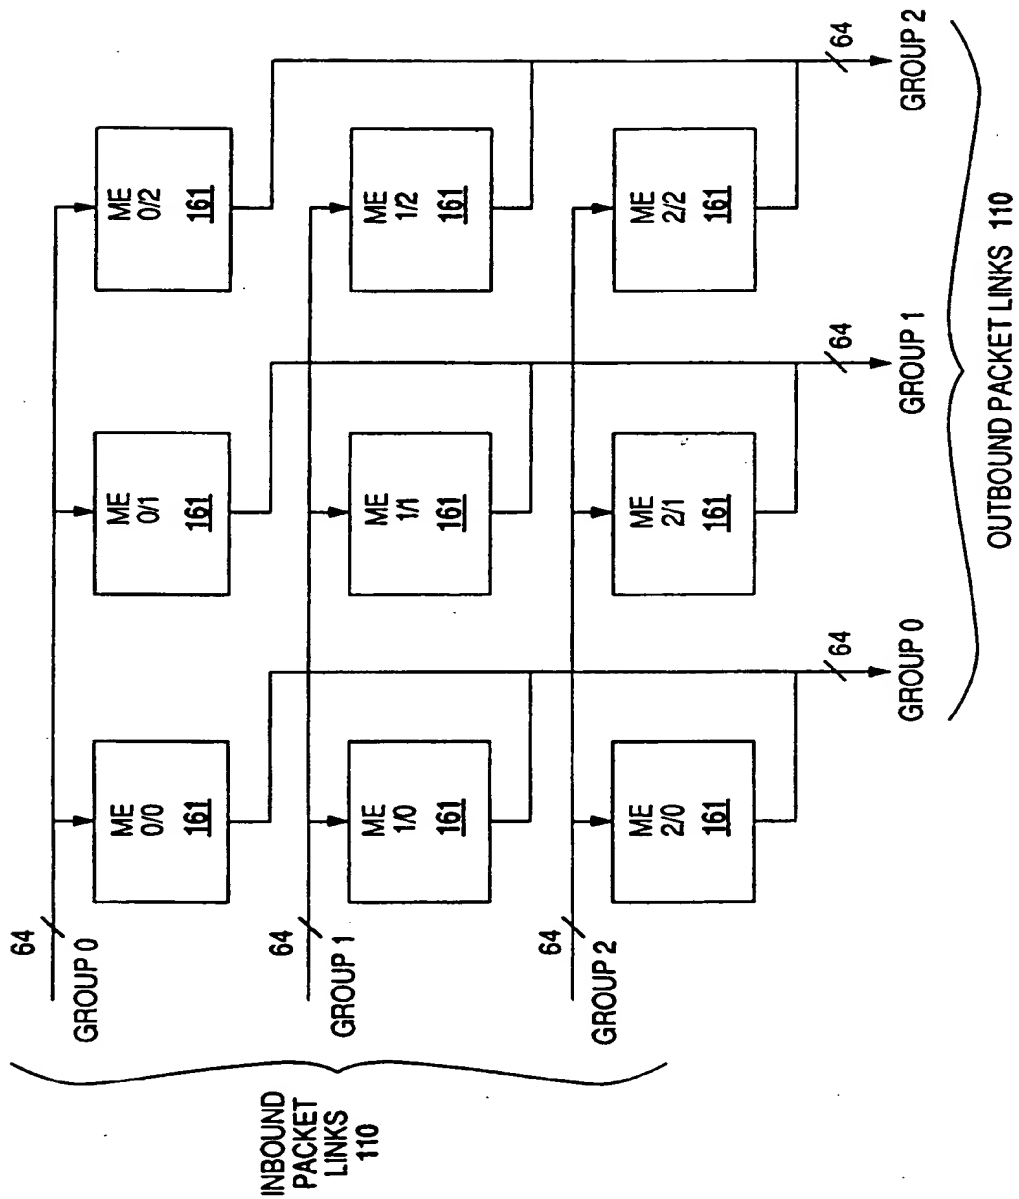 64
GROUP 0
ME
0/0
161
ME
0/1
161
ME
0/2
161
INBOUND
PACKET
LINKS
110
64
GROUP 1
ME
1/0
161
ME
1/1
161
ME
1/2
161
64
GROUP 2
ME
2/0
161
ME
2/1
161
ME
2/2
161
64
64
64
GROUP 0
GROUP 1
GROUP 2
OUTBOUND PACKET LINKS 110